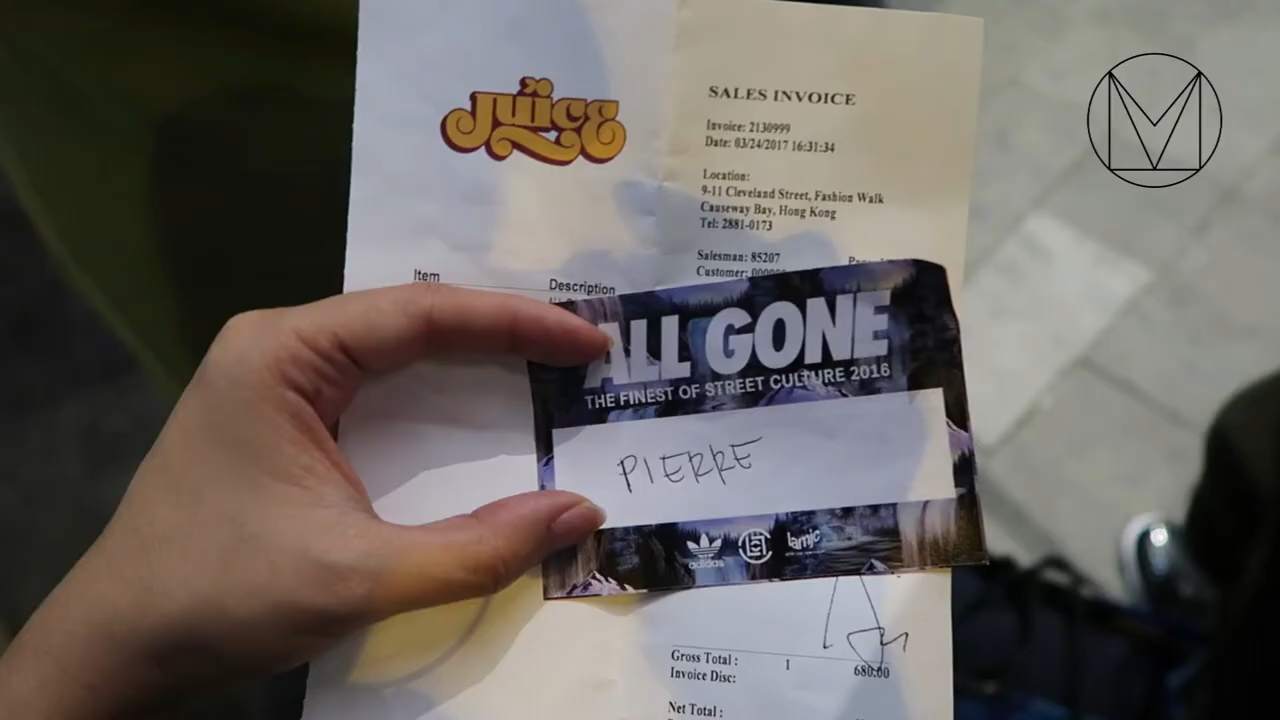 Juice
SALES INVOICE
Invoice: 2130999
Date: 03/24/2017 16:31:34
Location:
9-11 Cleveland Street, Fashion Walk
Causeway Bay, Hong Kong
Tel: 2881-0173
Salesman: 85207
Customer:
Item Description
ALL GONE
THE FINEST OF STREET CULTURE 2016
PIERRE
adidas
lamjc
Gross Total : 1 680.00
Invoice Disc:
Net Total :